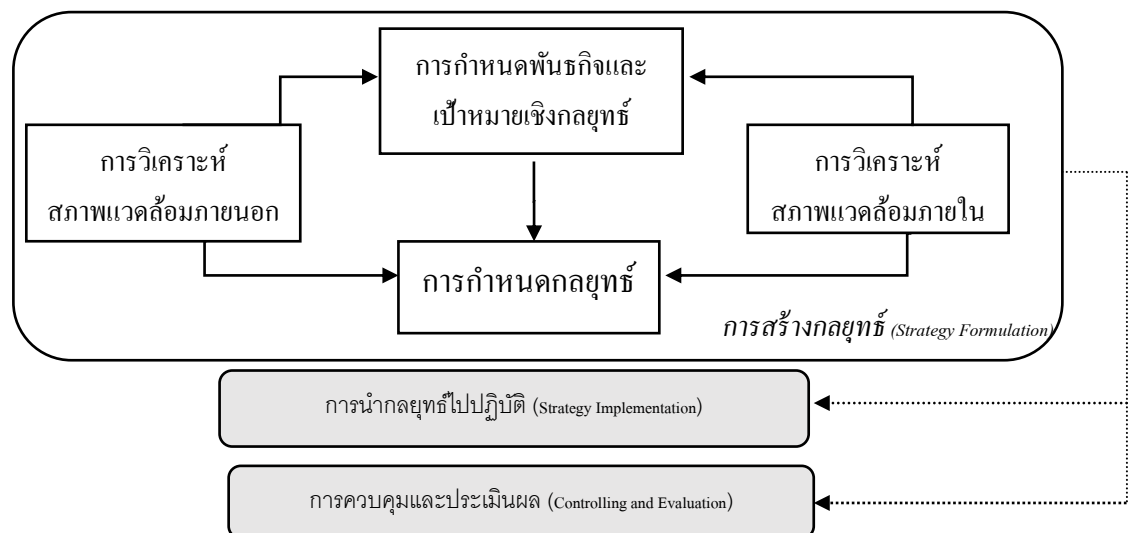 การกำหนดพันธกิจและ
เป้าหมายเชิงกลยุทธ์
การวิเคราะห์
สภาพแวดล้อมภายนอก
การวิเคราะห์
สภาพแวดล้อมภายใน
การกำหนดกลยุทธ์
การสร้างกลยุทธ์ (Strategy Formulation)
การนำกลยุทธ์ไปปฏิบัติ (Strategy Implementation)
การควบคุมและประเมินผล (Controlling and Evaluation)